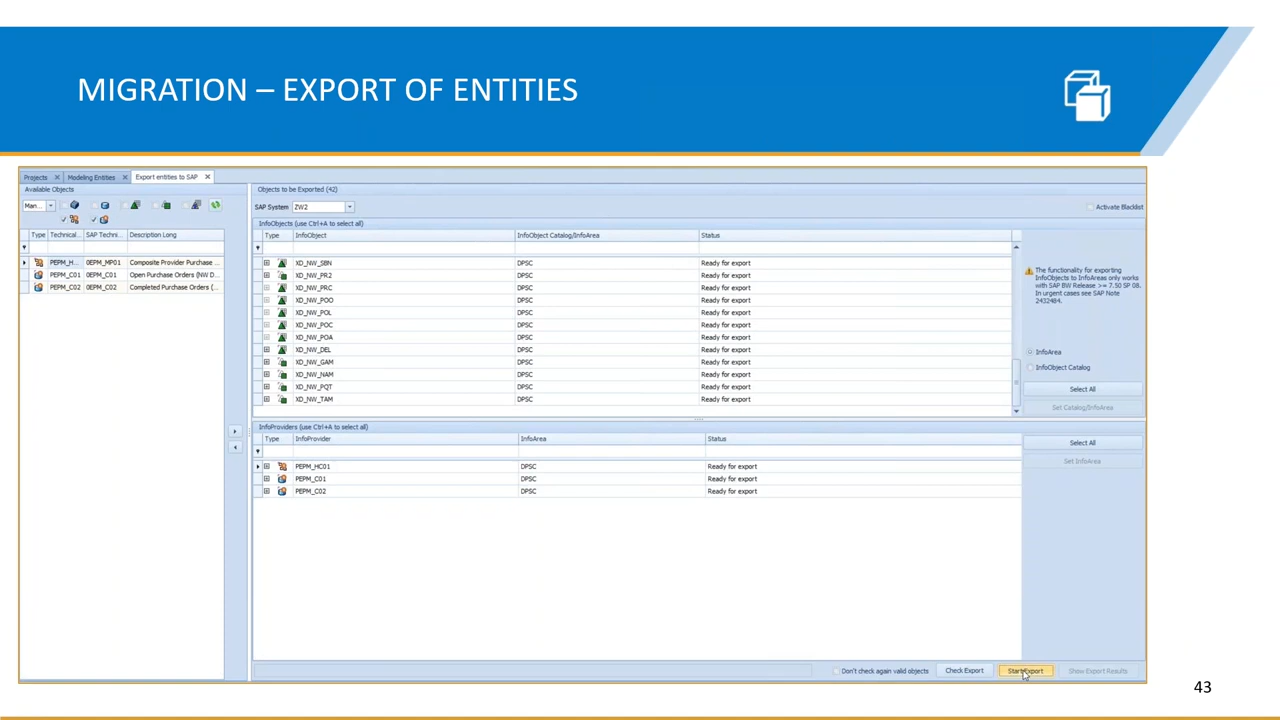 MIGRATION – EXPORT OF ENTITIES
Projects
Modeling Entities
Export entities to SAP
Available Objects
Objects to be Exported (42)
Man...
SAP System
ZW2
Activate Blacklist
InfoObjects (use Ctrl+A to select all)
Type Technical... SAP Techni... Description Long
Type InfoObject InfoObject Catalog/InfoArea Status
PEPM_H... 0EPM_MP01 Composite Provider Purchase ...
PEPM_C01 0EPM_C01 Open Purchase Orders (NW D...
PEPM_C02 0EPM_C02 Completed Purchase Orders (...
XD_NW_SBN DPSC Ready for export
XD_NW_PR2 DPSC Ready for export
XD_NW_PRC DPSC Ready for export
XD_NW_POO DPSC Ready for export
XD_NW_POL DPSC Ready for export
XD_NW_POC DPSC Ready for export
XD_NW_POA DPSC Ready for export
XD_NW_DEL DPSC Ready for export
XD_NW_GAM DPSC Ready for export
XD_NW_NAM DPSC Ready for export
XD_NW_PQT DPSC Ready for export
XD_NW_TAM DPSC Ready for export
The functionality for exporting
InfoObjects to InfoAreas only works
with SAP BW Release >= 7.50 SP 08.
In urgent cases see SAP Note
2432484.
InfoArea
InfoObject Catalog
Select All
Set Catalog/InfoArea
InfoProviders (use Ctrl+A to select all)
Type InfoProvider InfoArea Status
PEPM_HC01 DPSC Ready for export
PEPM_C01 DPSC Ready for export
PEPM_C02 DPSC Ready for export
Select All
Set InfoArea
Don't check again valid objects
Check Export
Start Export
Show Export Results
43